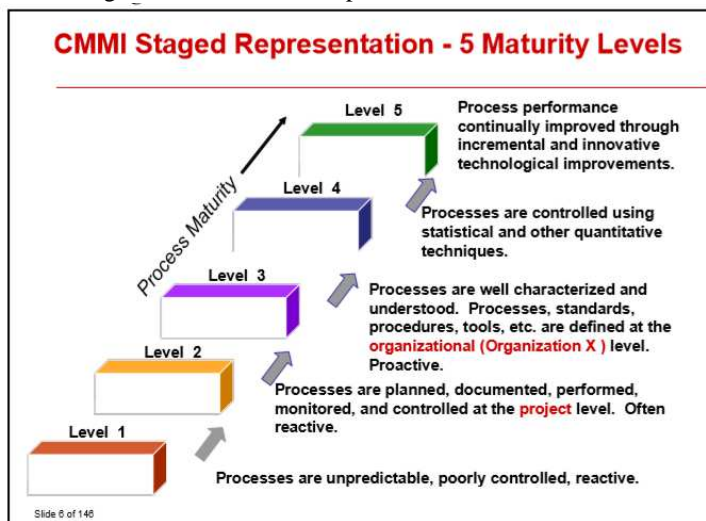 CMMI Staged Representation - 5 Maturity Levels
Level 5
Process performance
continually improved through
incremental and innovative
technological improvements.
Process Maturity
Level 4
Processes are controlled using
statistical and other quantitative
techniques.
Level 3
Processes are well characterized and
understood. Processes, standards,
procedures, tools, etc. are defined at the
organizational (Organization X ) level.
Proactive.
Level 2
Processes are planned, documented, performed,
monitored, and controlled at the project level. Often
reactive.
Level 1
Processes are unpredictable, poorly controlled, reactive.
Slide 6 of 146